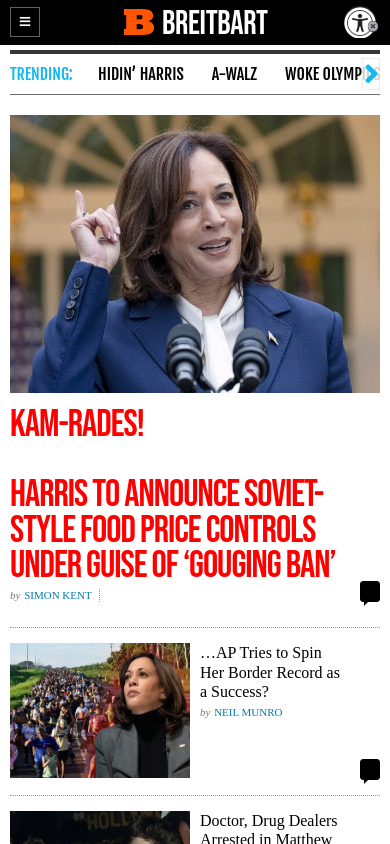 BREITBART
TRENDING: HIDIN’ HARRIS A-WALZ WOKE OLYMP
KAM-RADES!
HARRIS TO ANNOUNCE SOVIET-
STYLE FOOD PRICE CONTROLS
UNDER GUISE OF ‘GOUGING BAN’
by SIMON KENT
…AP Tries to Spin
Her Border Record as
a Success?
by NEIL MUNRO
Doctor, Drug Dealers
Arrested in Matthew